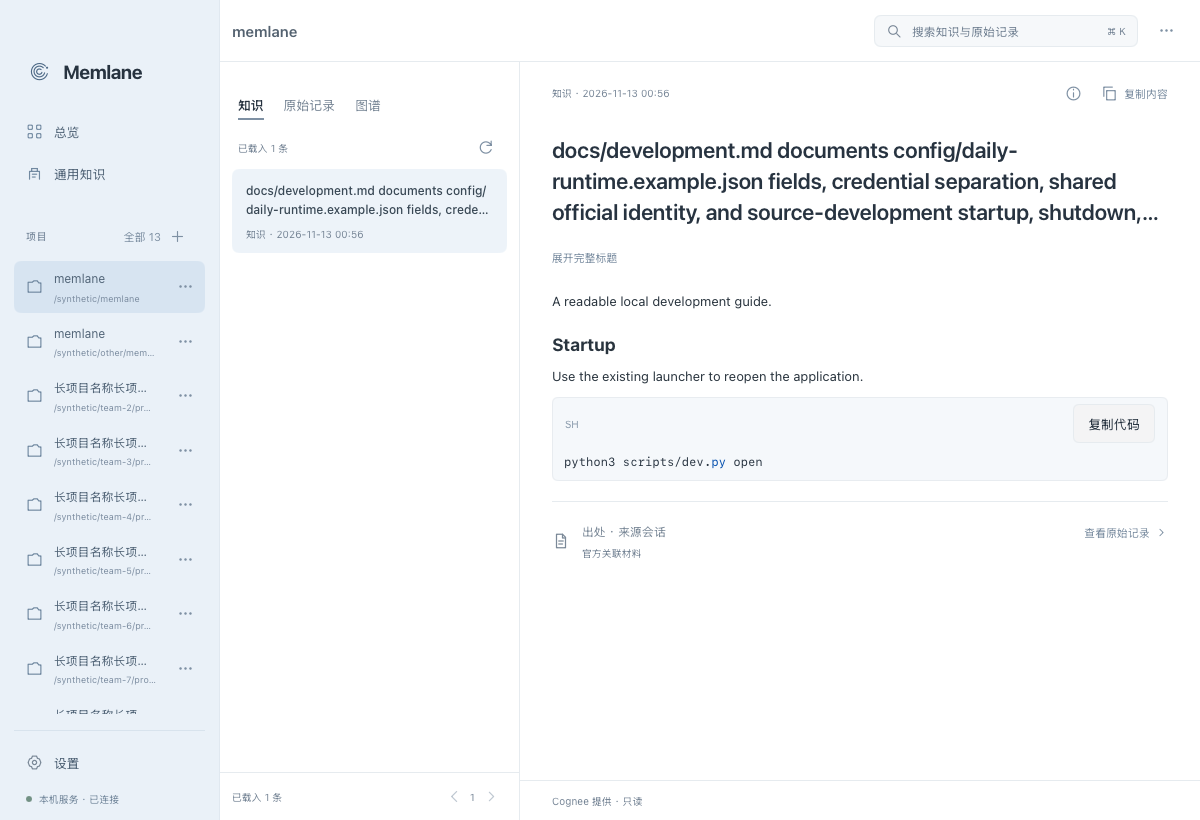 Memlane
总览
通用知识
项目
全部 13
memlane
/synthetic/memlane
memlane
/synthetic/other/mem...
长项目名称长项...
/synthetic/team-2/pr...
长项目名称长项...
/synthetic/team-3/pr...
长项目名称长项...
/synthetic/team-4/pr...
长项目名称长项...
/synthetic/team-5/pr...
长项目名称长项...
/synthetic/team-6/pr...
长项目名称长项...
/synthetic/team-7/pro...
长项目名称长项
设置
本机服务 · 已连接
memlane
搜索知识与原始记录
⌘ K
知识 原始记录 图谱
已载入 1 条
docs/development.md documents config/
daily-runtime.example.json fields, crede...
知识 · 2026-11-13 00:56
已载入 1 条
1
知识 · 2026-11-13 00:56
复制内容
docs/development.md documents config/daily-
runtime.example.json fields, credential separation, shared
official identity, and source-development startup, shutdown,...
展开完整标题
A readable local development guide.
Startup
Use the existing launcher to reopen the application.
SH
复制代码
python3 scripts/dev.py open
出处 · 来源会话
官方关联材料
查看原始记录
Cognee 提供 · 只读